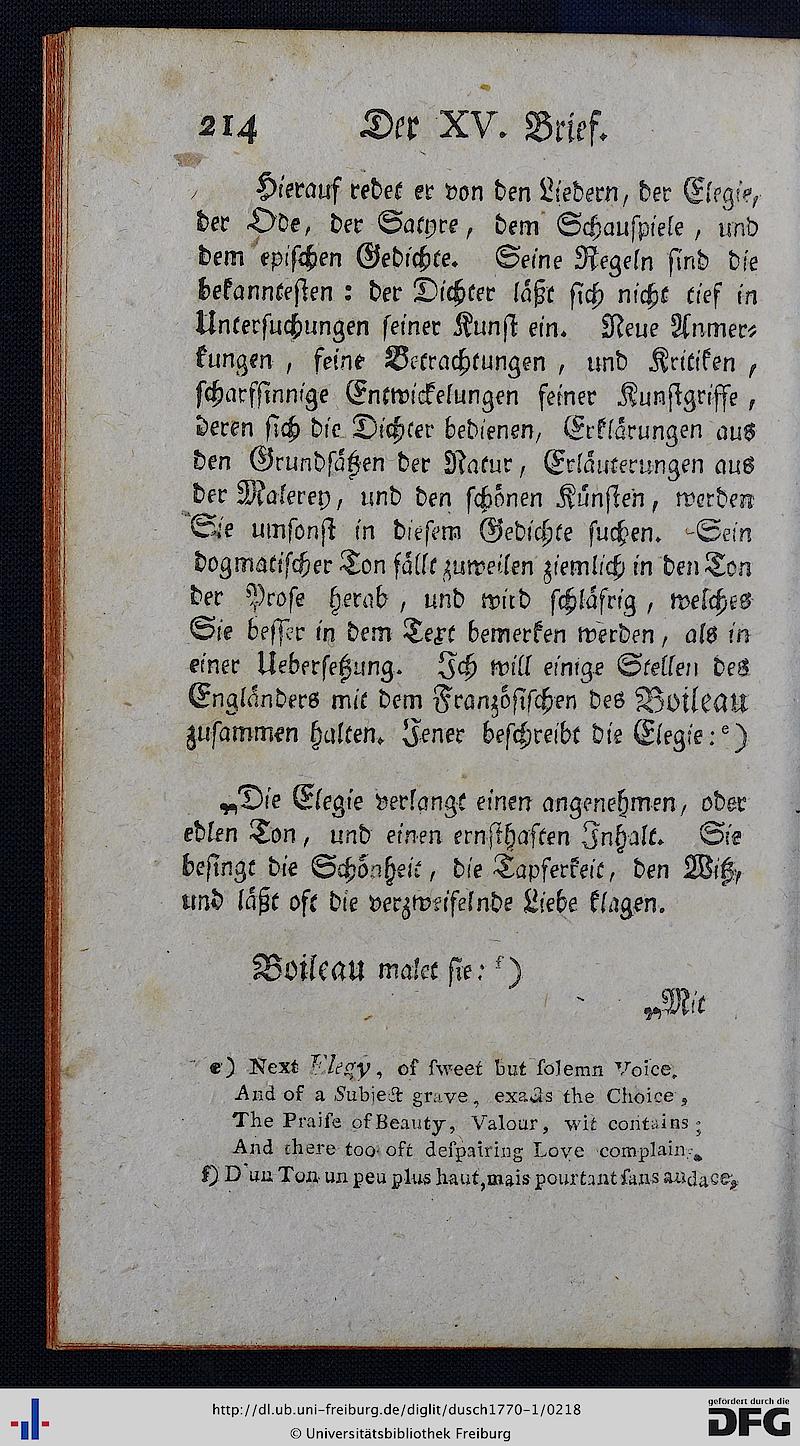 214 Der XV. Brief.
Hierauf redet er von den Liedern, der Elegie,
der Ode, der Satyre, dem Schauspiele, und
dem epischen Gedichte. Seine Regeln sind die
bekanntesten: der Dichter läßt sich nicht tief in
Untersuchungen seiner Kunst ein. Neue Anmer-
kungen, feine Betrachtungen, und Kritiken,
scharfsinnige Entwickelungen feiner Kunstgriffe,
deren sich die Dichter bedienen, Erklärungen aus
den Grundsätzen der Natur, Erläuterungen aus
der Malerey, und den schönen Künsten, werden
Sie umsonst in diesem Gedichte suchen. Sein
dogmatischer Ton fällt zuweilen ziemlich in den Ton
der Prose herab, und wird schläfrig, welches
Sie besser in dem Text bemerken werden, als in
einer Uebersetzung. Ich will einige Stellen des
Engländers mit dem Französischen des Boileau
zusammen halten. Jener beschreibt die Elegie: e)
„Die Elegie verlangt einen angenehmen, oder
edlen Ton, und einen ernsthaften Inhalt. Sie
besingt die Schönheit, die Tapferkeit, den Witz,
und läßt oft die verzweifelnde Liebe klagen.
Boileau malet sie: f)
„Mit
e) Next Elegy, of ſweet but ſolemn Voice,
And of a Subject grave, exacts the Choice,
The Praiſe of Beauty, Valour, wit contains;
And there too oft deſpairing Love complain.
f) D'un Ton un peu plus haut, mais pourtant ſans audace,
http://dl.ub.uni-freiburg.de/diglit/dusch1770-1/0218
© Universitätsbibliothek Freiburg
gefördert durch die
DFG